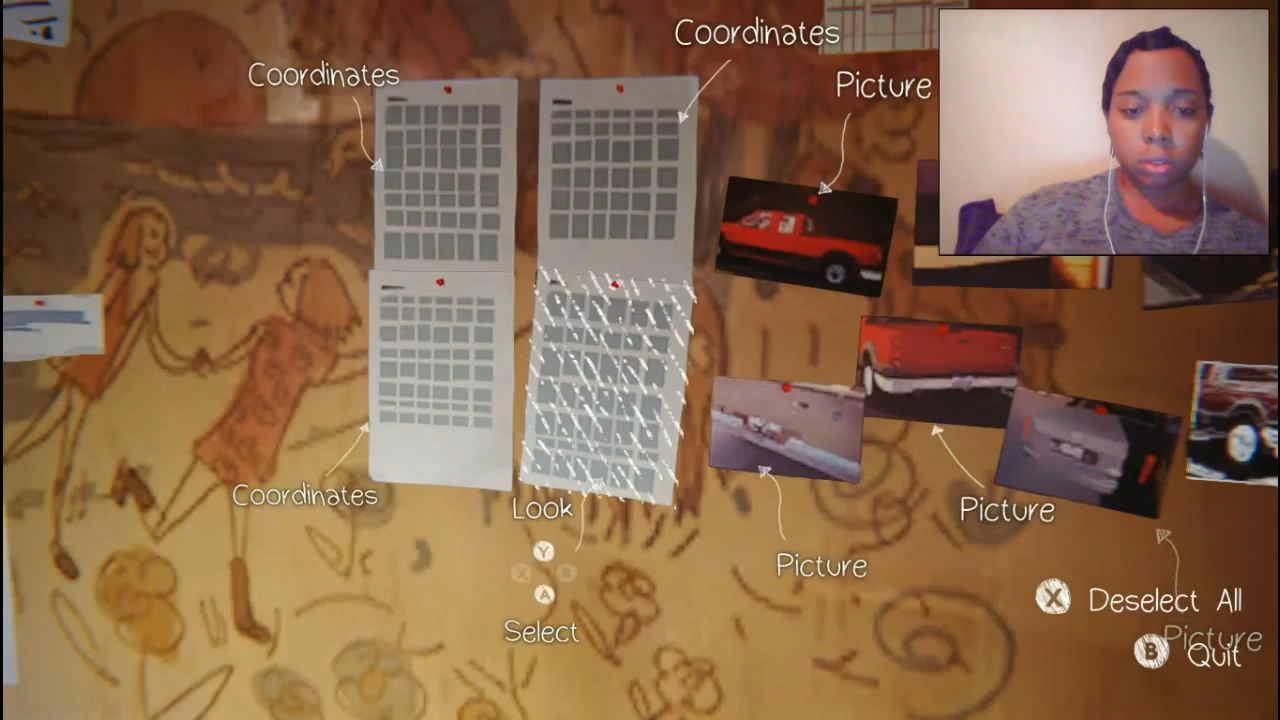 Coordinates
Coordinates
Picture
Coordinates
Look
Y
X
B
A
Select
Picture
Picture
X Deselect All
Picture
B Quit